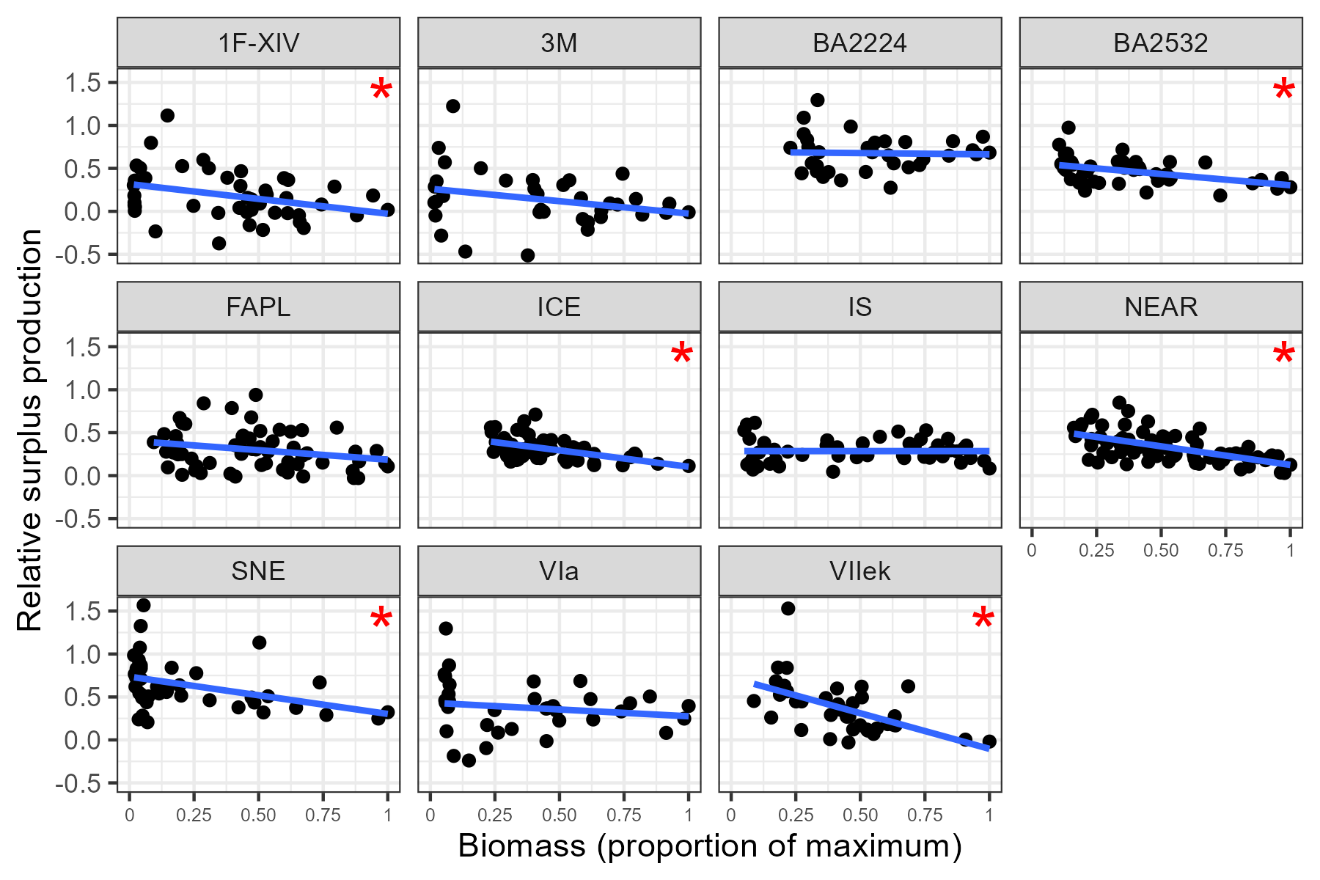 1F-XIV 3M BA2224 BA2532
1.5 * *
1.0
0.5
0.0
-0.5
FAPL ICE IS NEAR
1.5 * *
1.0
0.5
0.0
-0.5
0 0.25 0.50 0.75 1
SNE VIa VIIek
1.5 * *
1.0
0.5
0.0
-0.5
0 0.25 0.50 0.75 1 0 0.25 0.50 0.75 1 0 0.25 0.50 0.75 1
Biomass (proportion of maximum)
Relative surplus production